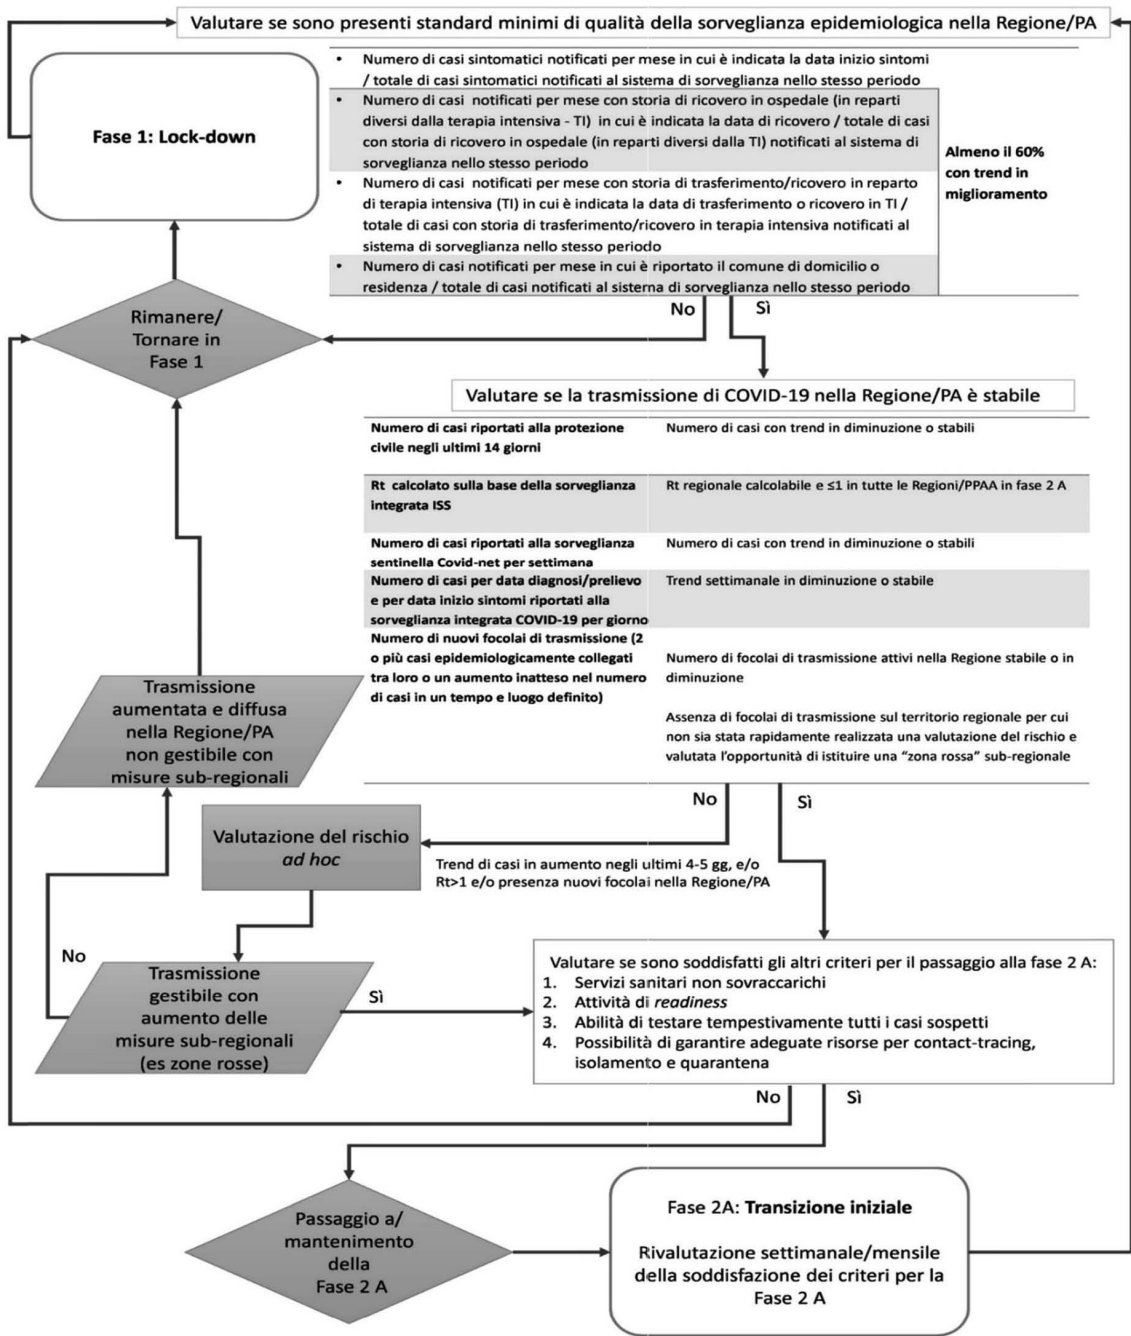 Valutare se sono presenti standard minimi di qualità della sorveglianza epidemiologica nella Regione/PA
Fase 1: Lock-down
• Numero di casi sintomatici notificati per mese in cui è indicata la data inizio sintomi
/ totale di casi sintomatici notificati al sistema di sorveglianza nello stesso periodo
• Numero di casi notificati per mese con storia di ricovero in ospedale (in reparti
diversi dalla terapia intensiva - TI) in cui è indicata la data di ricovero / totale di casi
con storia di ricovero in ospedale (in reparti diversi dalla TI) notificati al sistema di
sorveglianza nello stesso periodo
• Numero di casi notificati per mese con storia di trasferimento/ricovero in reparto
di terapia intensiva (TI) in cui è indicata la data di trasferimento o ricovero in TI /
totale di casi con storia di trasferimento/ricovero in terapia intensiva notificati al
sistema di sorveglianza nello stesso periodo
• Numero di casi notificati per mese in cui è riportato il comune di domicilio o
residenza / totale di casi notificati al sistema di sorveglianza nello stesso periodo
Almeno il 60%
con trend in
miglioramento
No
Sì
Rimanere/
Tornare in
Fase 1
Valutare se la trasmissione di COVID-19 nella Regione/PA è stabile
Numero di casi riportati alla protezione
civile negli ultimi 14 giorni
Numero di casi con trend in diminuzione o stabili
Rt calcolato sulla base della sorveglianza
integrata ISS
Rt regionale calcolabile e ≤1 in tutte le Regioni/PPAA in fase 2 A
Numero di casi riportati alla sorveglianza
sentinella Covid-net per settimana
Numero di casi con trend in diminuzione o stabili
Numero di casi per data diagnosi/prelievo
e per data inizio sintomi riportati alla
sorveglianza integrata COVID-19 per giorno
Trend settimanale in diminuzione o stabile
Numero di nuovi focolai di trasmissione (2
o più casi epidemiologicamente collegati
tra loro o un aumento inatteso nel numero
di casi in un tempo e luogo definito)
Numero di focolai di trasmissione attivi nella Regione stabile o in
diminuzione
Assenza di focolai di trasmissione sul territorio regionale per cui
non sia stata rapidamente realizzata una valutazione del rischio e
valutata l'opportunità di istituire una "zona rossa" sub-regionale
No
Sì
Trasmissione
aumentata e diffusa
nella Regione/PA
non gestibile con
misure sub-regionali
Valutazione del rischio
ad hoc
Trend di casi in aumento negli ultimi 4-5 gg, e/o
Rt>1 e/o presenza nuovi focolai nella Regione/PA
No
Trasmissione
gestibile con
aumento delle
misure sub-regionali
(es zone rosse)
Sì
Valutare se sono soddisfatti gli altri criteri per il passaggio alla fase 2 A:
1. Servizi sanitari non sovraccarichi
2. Attività di readiness
3. Abilità di testare tempestivamente tutti i casi sospetti
4. Possibilità di garantire adeguate risorse per contact-tracing,
isolamento e quarantena
No
Sì
Passaggio a/
mantenimento
della
Fase 2 A
Fase 2A: Transizione iniziale
Rivalutazione settimanale/mensile
della soddisfazione dei criteri per la
Fase 2 A